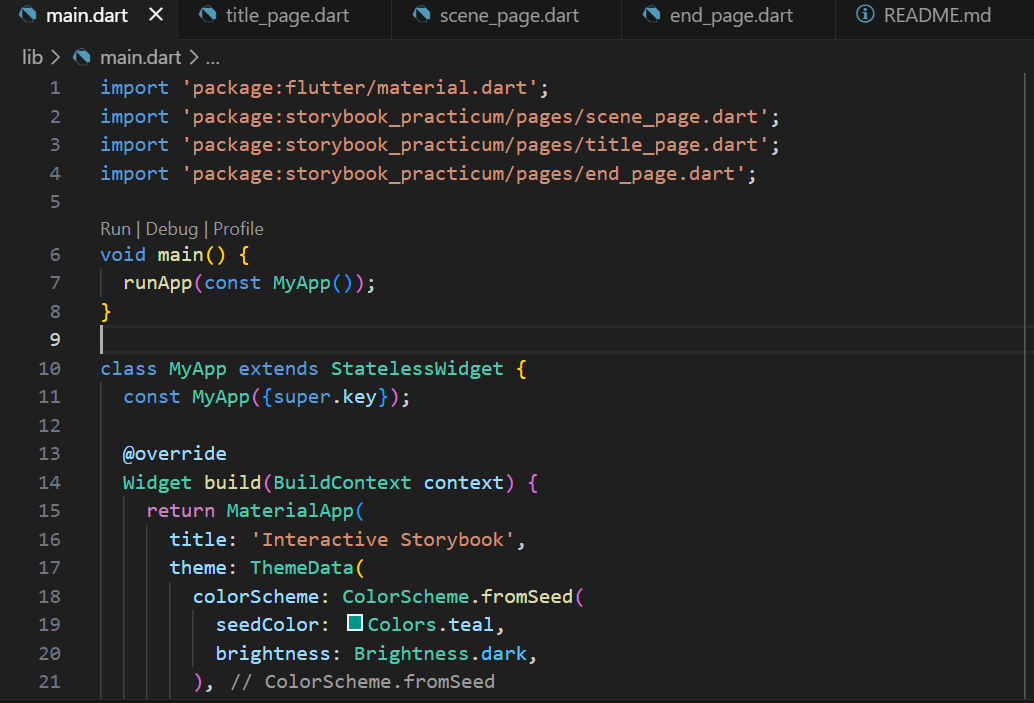 main.dart × title_page.dart scene_page.dart end_page.dart README.md
lib > main.dart > ...
1 import 'package:flutter/material.dart';
2 import 'package:storybook_practicum/pages/scene_page.dart';
3 import 'package:storybook_practicum/pages/title_page.dart';
4 import 'package:storybook_practicum/pages/end_page.dart';
5
Run | Debug | Profile
6 void main() {
7   runApp(const MyApp());
8 }
9
10 class MyApp extends StatelessWidget {
11   const MyApp({super.key});
12
13   @override
14   Widget build(BuildContext context) {
15     return MaterialApp(
16       title: 'Interactive Storybook',
17       theme: ThemeData(
18         colorScheme: ColorScheme.fromSeed(
19           seedColor: Colors.teal,
20           brightness: Brightness.dark,
21         ), // ColorScheme.fromSeed